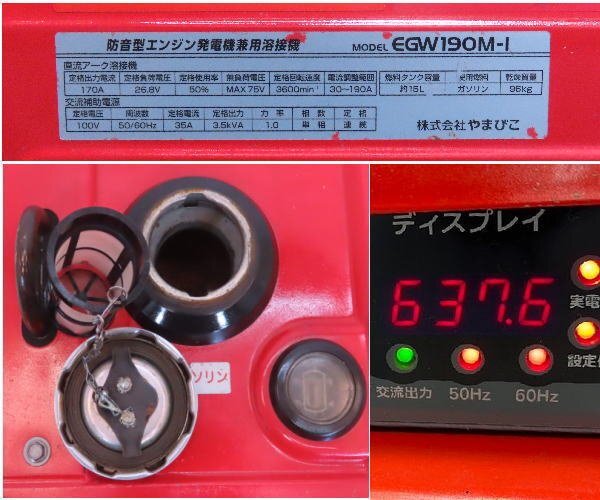 防音型エンジン発電機兼用溶接機 MODEL EGW190M-I
直流アーク溶接機
定格出力電流 定格負荷電圧 定格使用率 無負荷電圧 定格回転速度 電流調整範囲 燃料タンク容量 使用燃料 乾燥質量
170A 26.8V 50% MAX 75V 3600min⁻¹ 30〜190A 約15L ガソリン 96kg
交流補助電源
定格電圧 周波数 定格電流 定格出力 力率 相数 定格
100V 50/60Hz 35A 3.5kVA 1.0 単相 連続
株式会社やまびこ
ソリン
ディスプレイ
637.6
実電
設定
交流出力 50Hz 60Hz